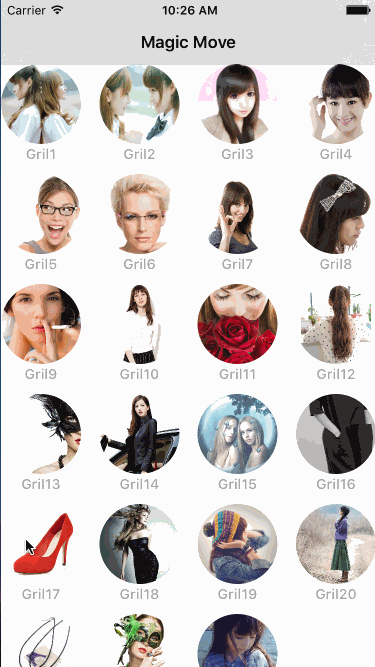 Carrier 10:26 AM
Magic Move
Gril1 Gril2 Gril3 Gril4
Gril5 Gril6 Gril7 Gril8
Gril9 Gril10 Gril11 Gril12
Gril13 Gril14 Gril15 Gril16
Gril17 Gril18 Gril19 Gril20